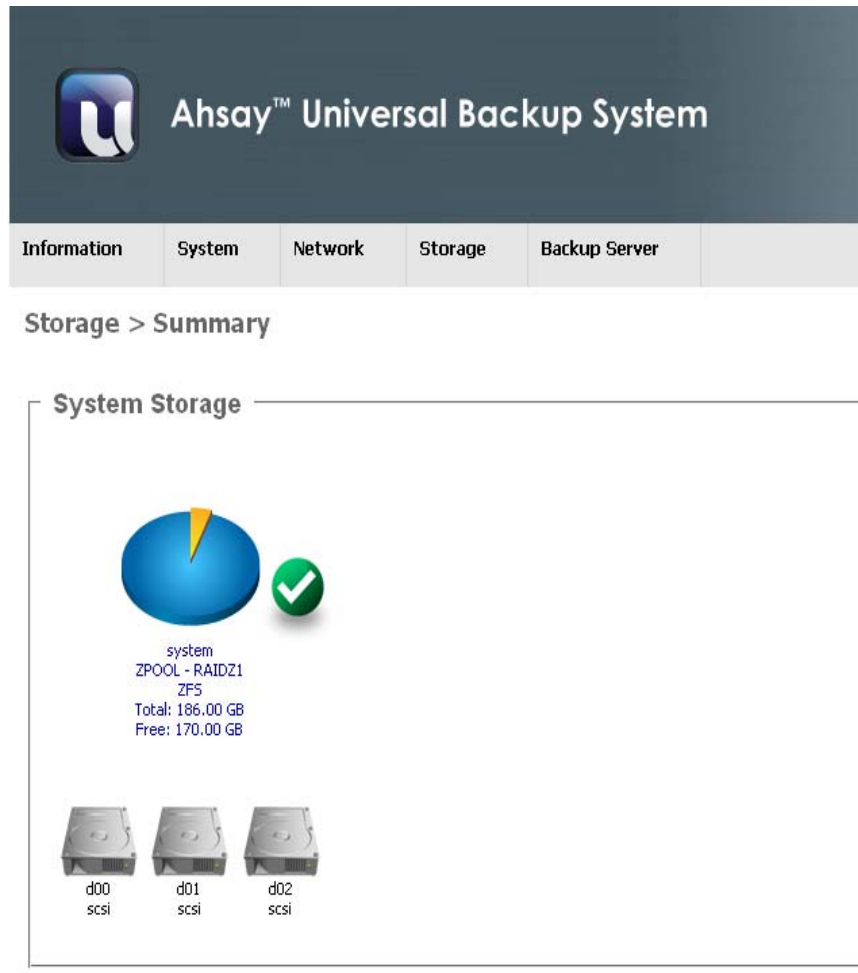 Ahsay™ Universal Backup System
Information System Network Storage Backup Server
Storage > Summary
System Storage
system
ZPOOL - RAIDZ1
ZFS
Total: 186.00 GB
Free: 170.00 GB
d00 d01 d02
scsi scsi scsi